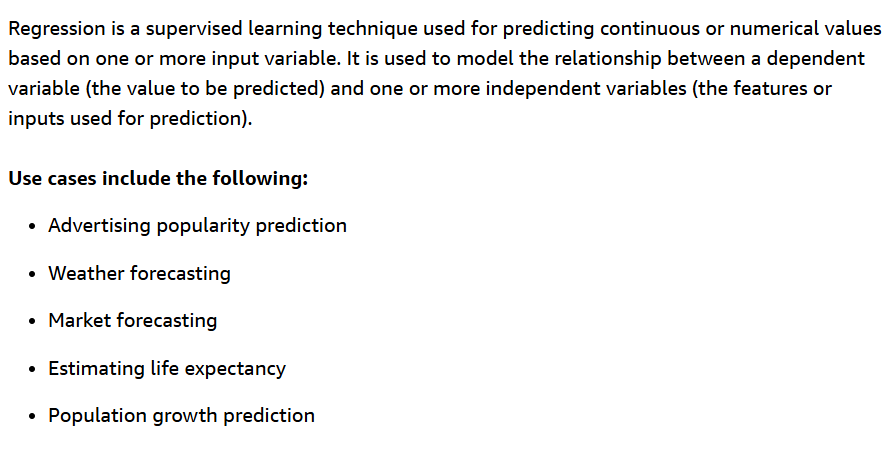 Regression is a supervised learning technique used for predicting continuous or numerical values
based on one or more input variable. It is used to model the relationship between a dependent
variable (the value to be predicted) and one or more independent variables (the features or
inputs used for prediction).
Use cases include the following:
• Advertising popularity prediction
• Weather forecasting
• Market forecasting
• Estimating life expectancy
• Population growth prediction